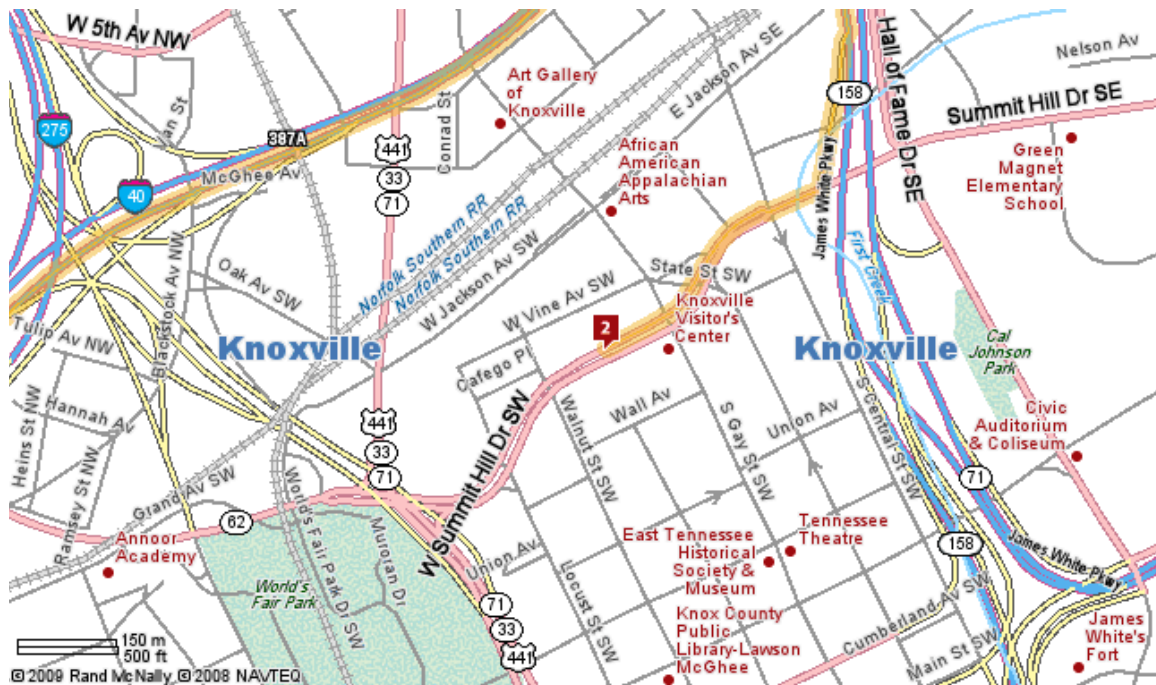 W 5th Av NW
275
40
387A
McGhee Av
Blackstock Av NW
Oak Av SW
Tulip Av NW
Hannah Av
Heins St NW
Ramsey St NW
Grand Av SW
62
Annoor
Academy
World's
Fair Park
World's Fair Park Dr SW
Muroran Dr
441
33
71
Conrad St
Art Gallery
of
Knoxville
Norfolk Southern RR
Norfolk Southern RR
W Jackson Av SW
E Jackson Av SE
African
American
Appalachian
Arts
W Vine Av SW
State St SW
Cafego Pl
2
Knoxville
Visitor's
Center
Knoxville
Knoxville
441
33
71
W Summit Hill Dr SW
Walnut St SW
Wall Av
S Gay St SW
Union Av
S Central St SW
Union Av
Locust St SW
71
33
441
East Tennessee
Historical
Society &
Museum
Tennessee
Theatre
Knox County
Public
Library-Lawson
McGhee
158
James White Pkwy
Hall of Fame Dr SE
Summit Hill Dr SE
Nelson Av
Green
Magnet
Elementary
School
First Creek
Cal
Johnson
Park
Civic
Auditorium
& Coliseum
71
158
James White Pkwy
Cumberland Av SW
Main St SW
James
White's
Fort
150 m
500 ft
© 2009 Rand McNally, © 2008 NAVTEQ